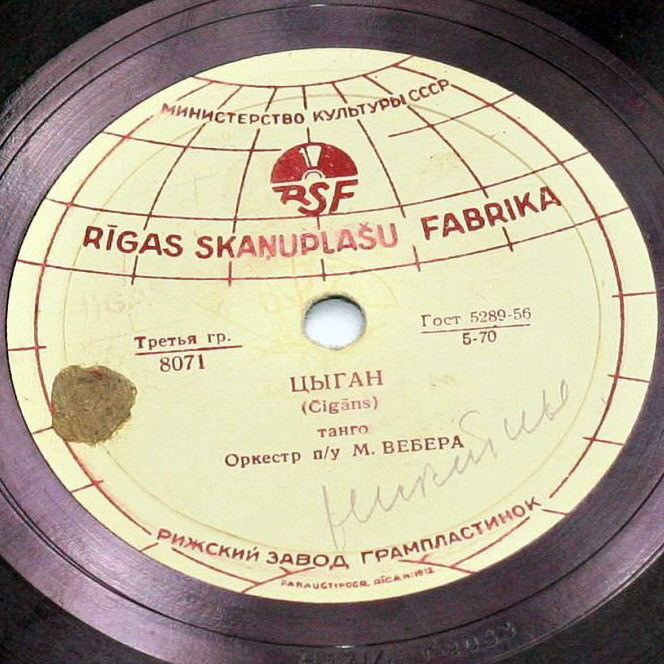 МИНИСТЕРСТВО КУЛЬТУРЫ СССР
RSF
RĪGAS SKAŅUPLAŠU FABRIKA
Третья гр.
8071
Гост 5289-56
5-70
ЦЫГАН
(Čigāns)
танго
Оркестр п/у М. ВЕБЕРА
РИЖСКИЙ ЗАВОД ГРАМПЛАСТИНОК